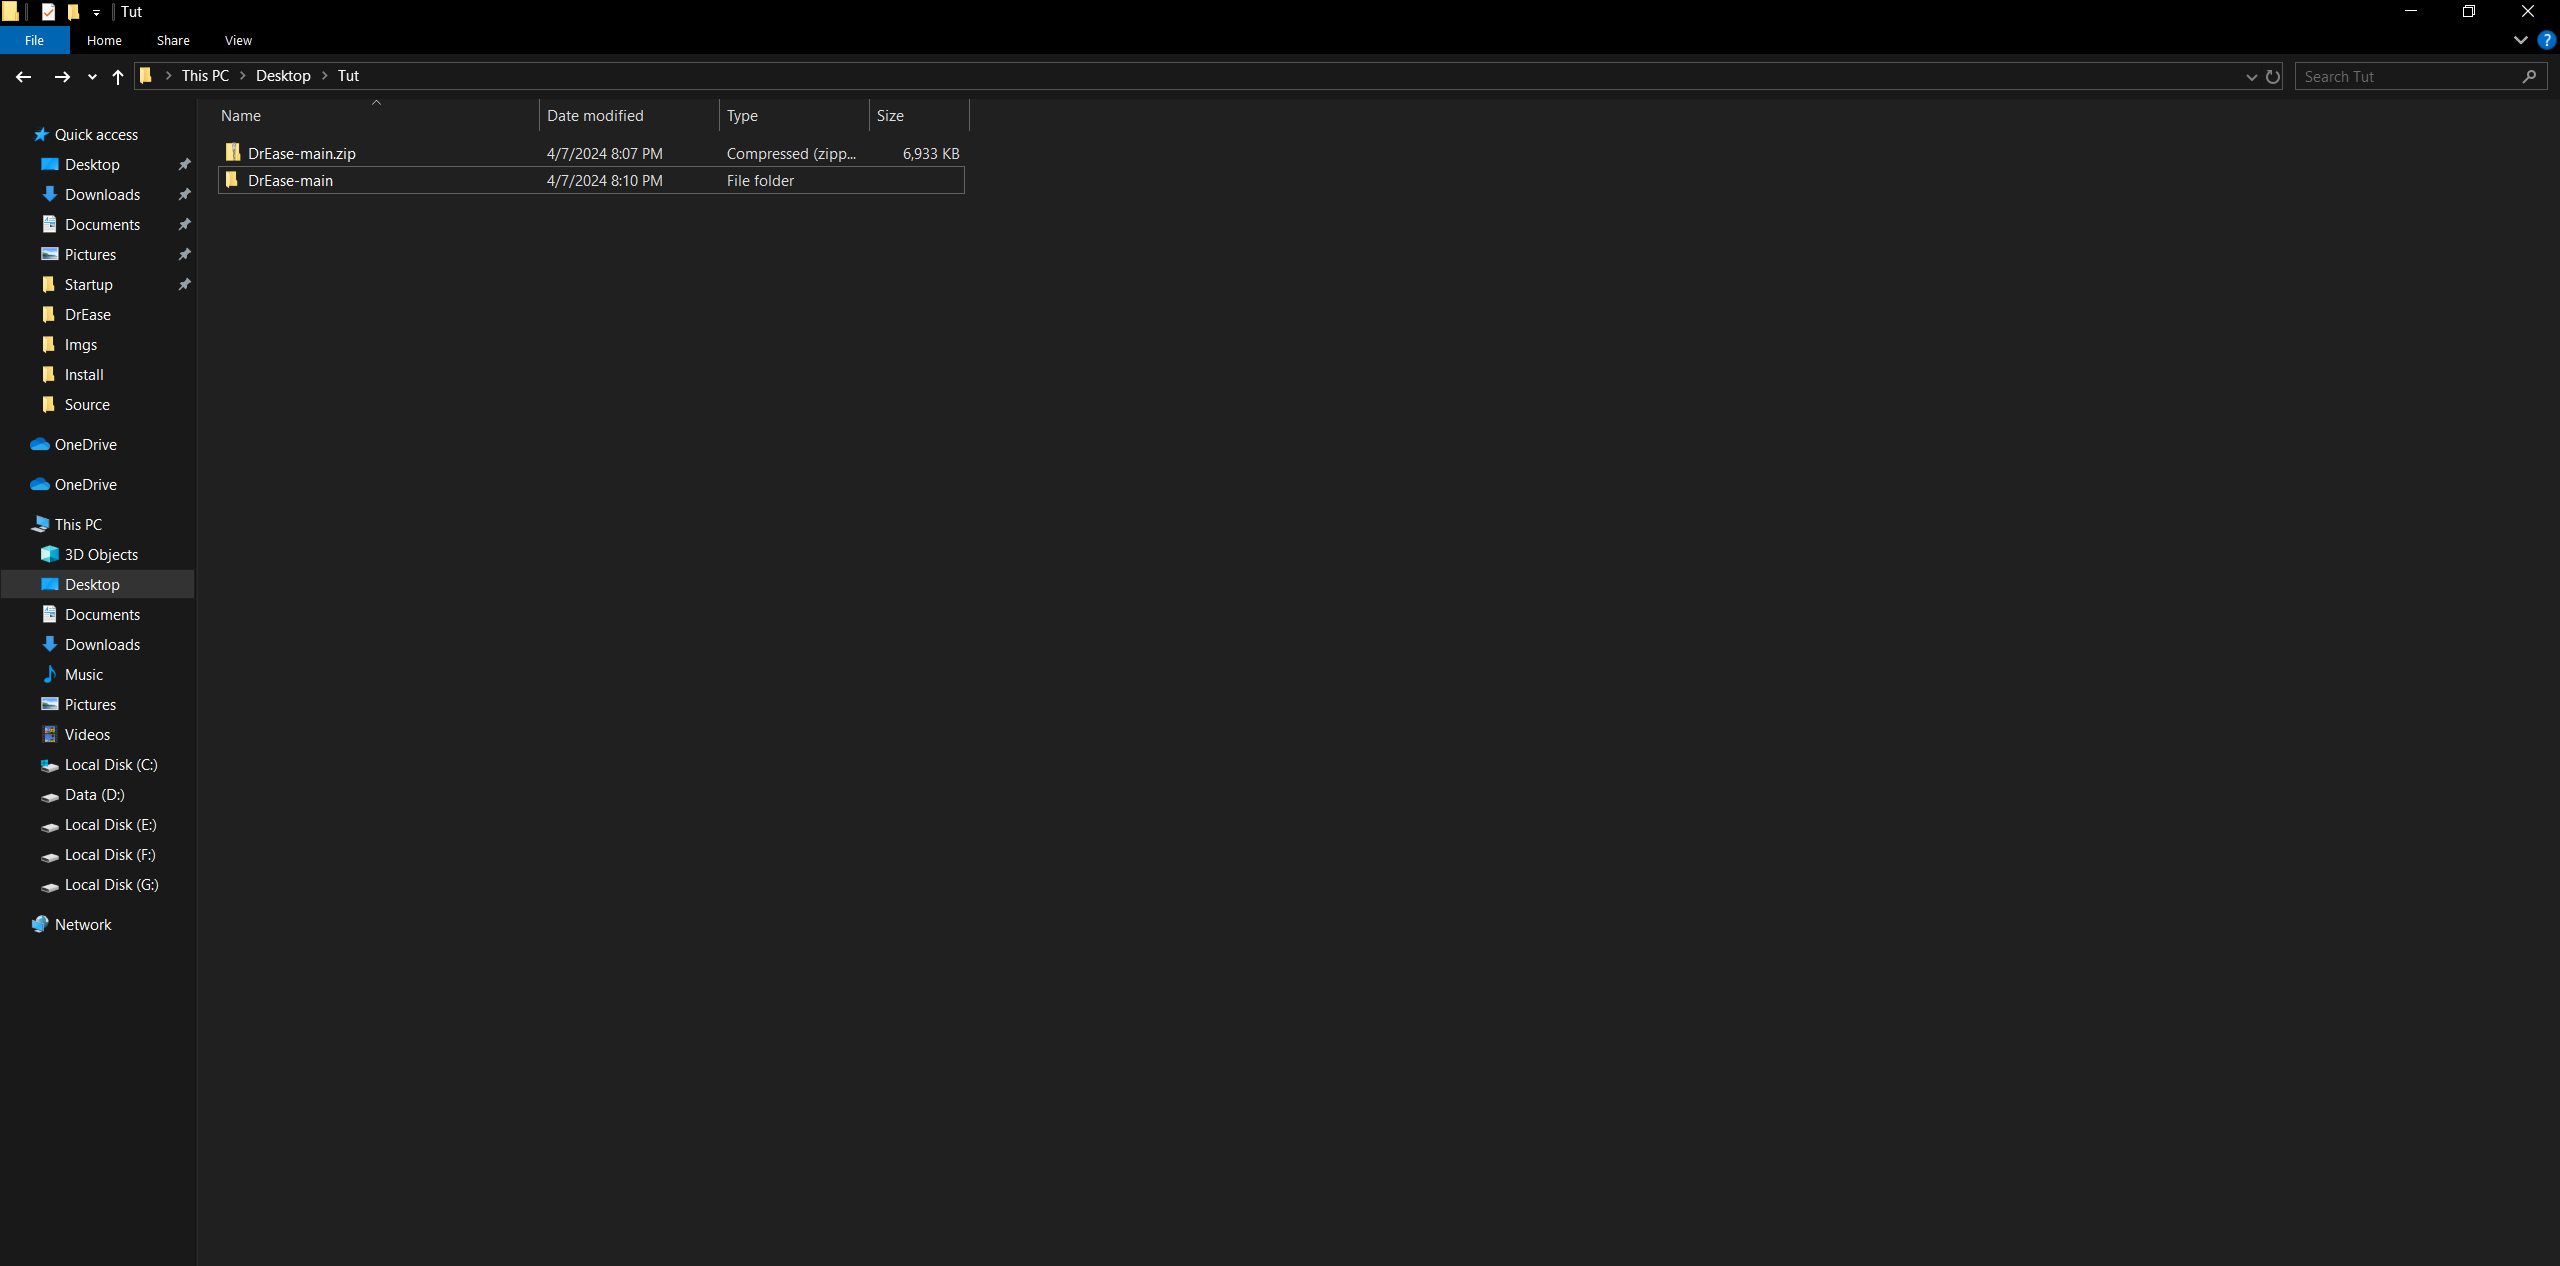 Tut
File Home Share View
This PC Desktop Tut
Search Tut
Name Date modified Type Size
DrEase-main.zip 4/7/2024 8:07 PM Compressed (zipp... 6,933 KB
DrEase-main 4/7/2024 8:10 PM File folder
Quick access
Desktop
Downloads
Documents
Pictures
Startup
DrEase
Imgs
Install
Source
OneDrive
OneDrive
This PC
3D Objects
Desktop
Documents
Downloads
Music
Pictures
Videos
Local Disk (C:)
Data (D:)
Local Disk (E:)
Local Disk (F:)
Local Disk (G:)
Network